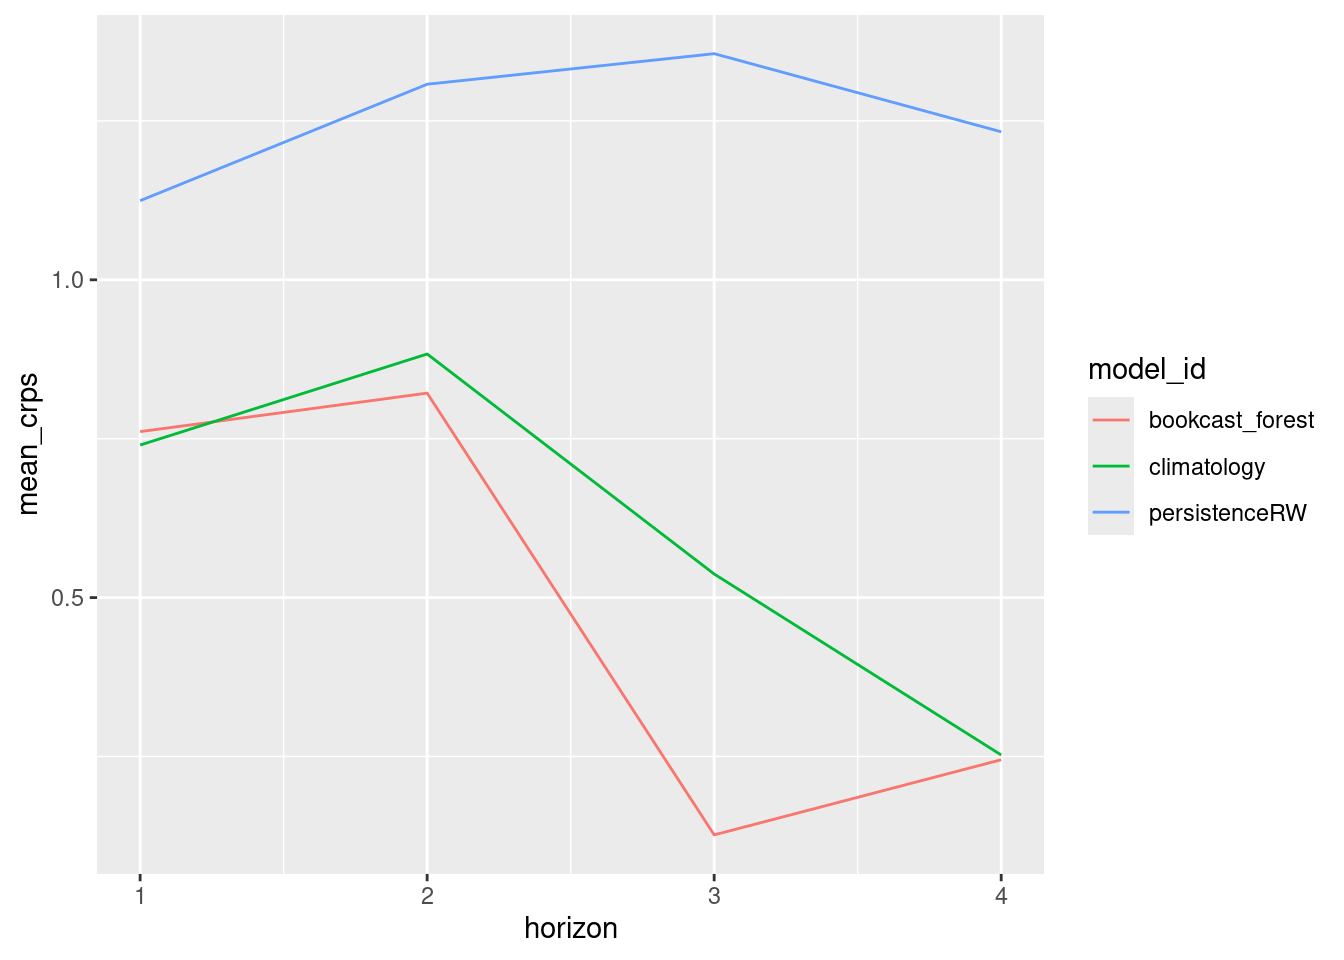 1.0
0.5
mean_crps
1
2
3
4
horizon
model_id
bookcast_forest
climatology
persistenceRW